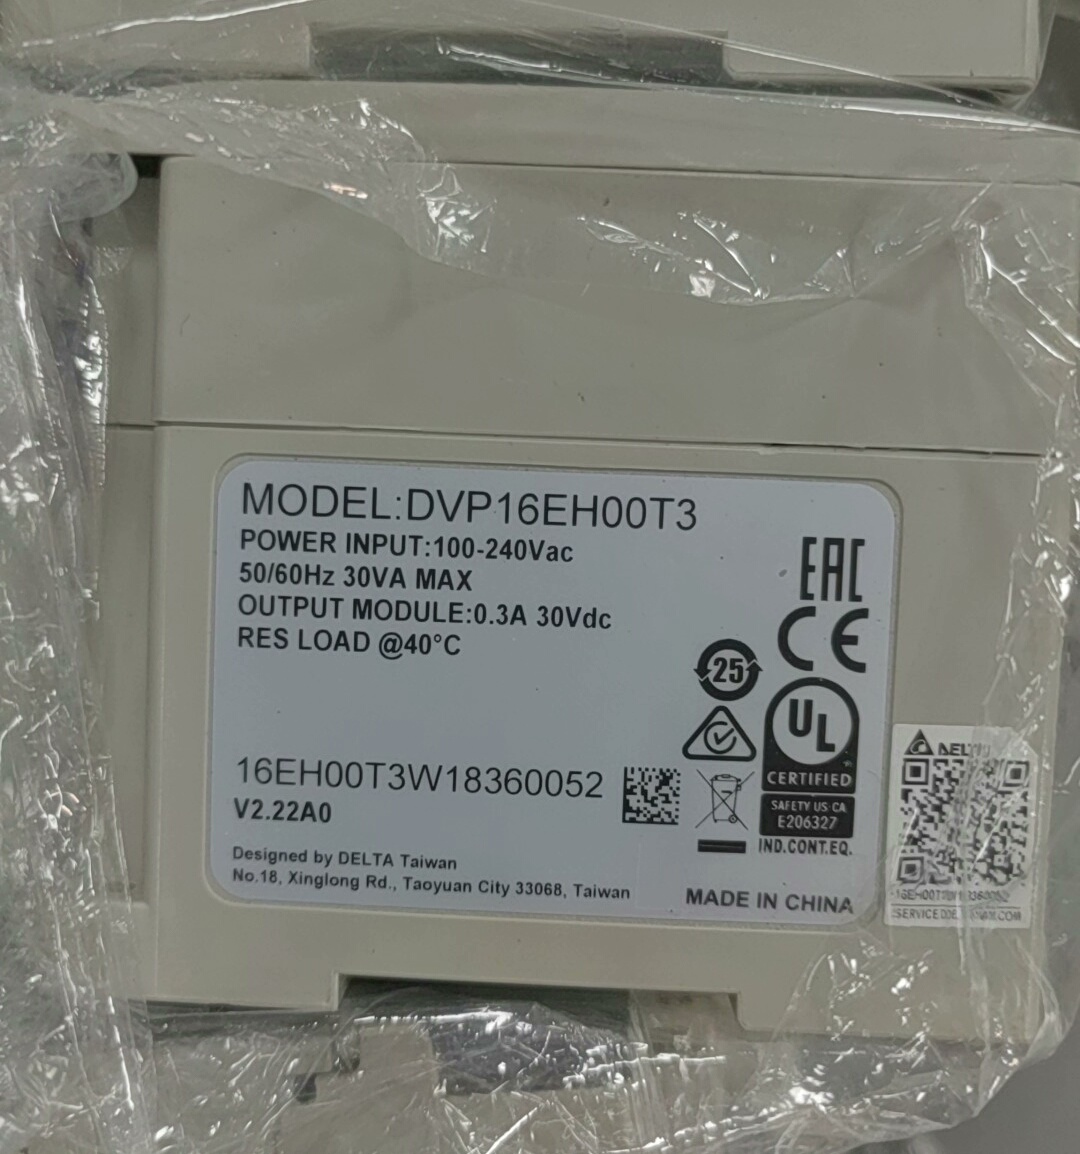 MODEL:DVP16EH00T3
POWER INPUT:100-240Vac
50/60Hz 30VA MAX
OUTPUT MODULE:0.3A 30Vdc
RES LOAD @40°C
EAC
CE
25
UL
CERTIFIED
SAFETY US CA
E206327
IND.CONT.EQ.
16EH00T3W18360052
V2.22A0
Designed by DELTA Taiwan
No.18, Xinglong Rd., Taoyuan City 33068, Taiwan
MADE IN CHINA